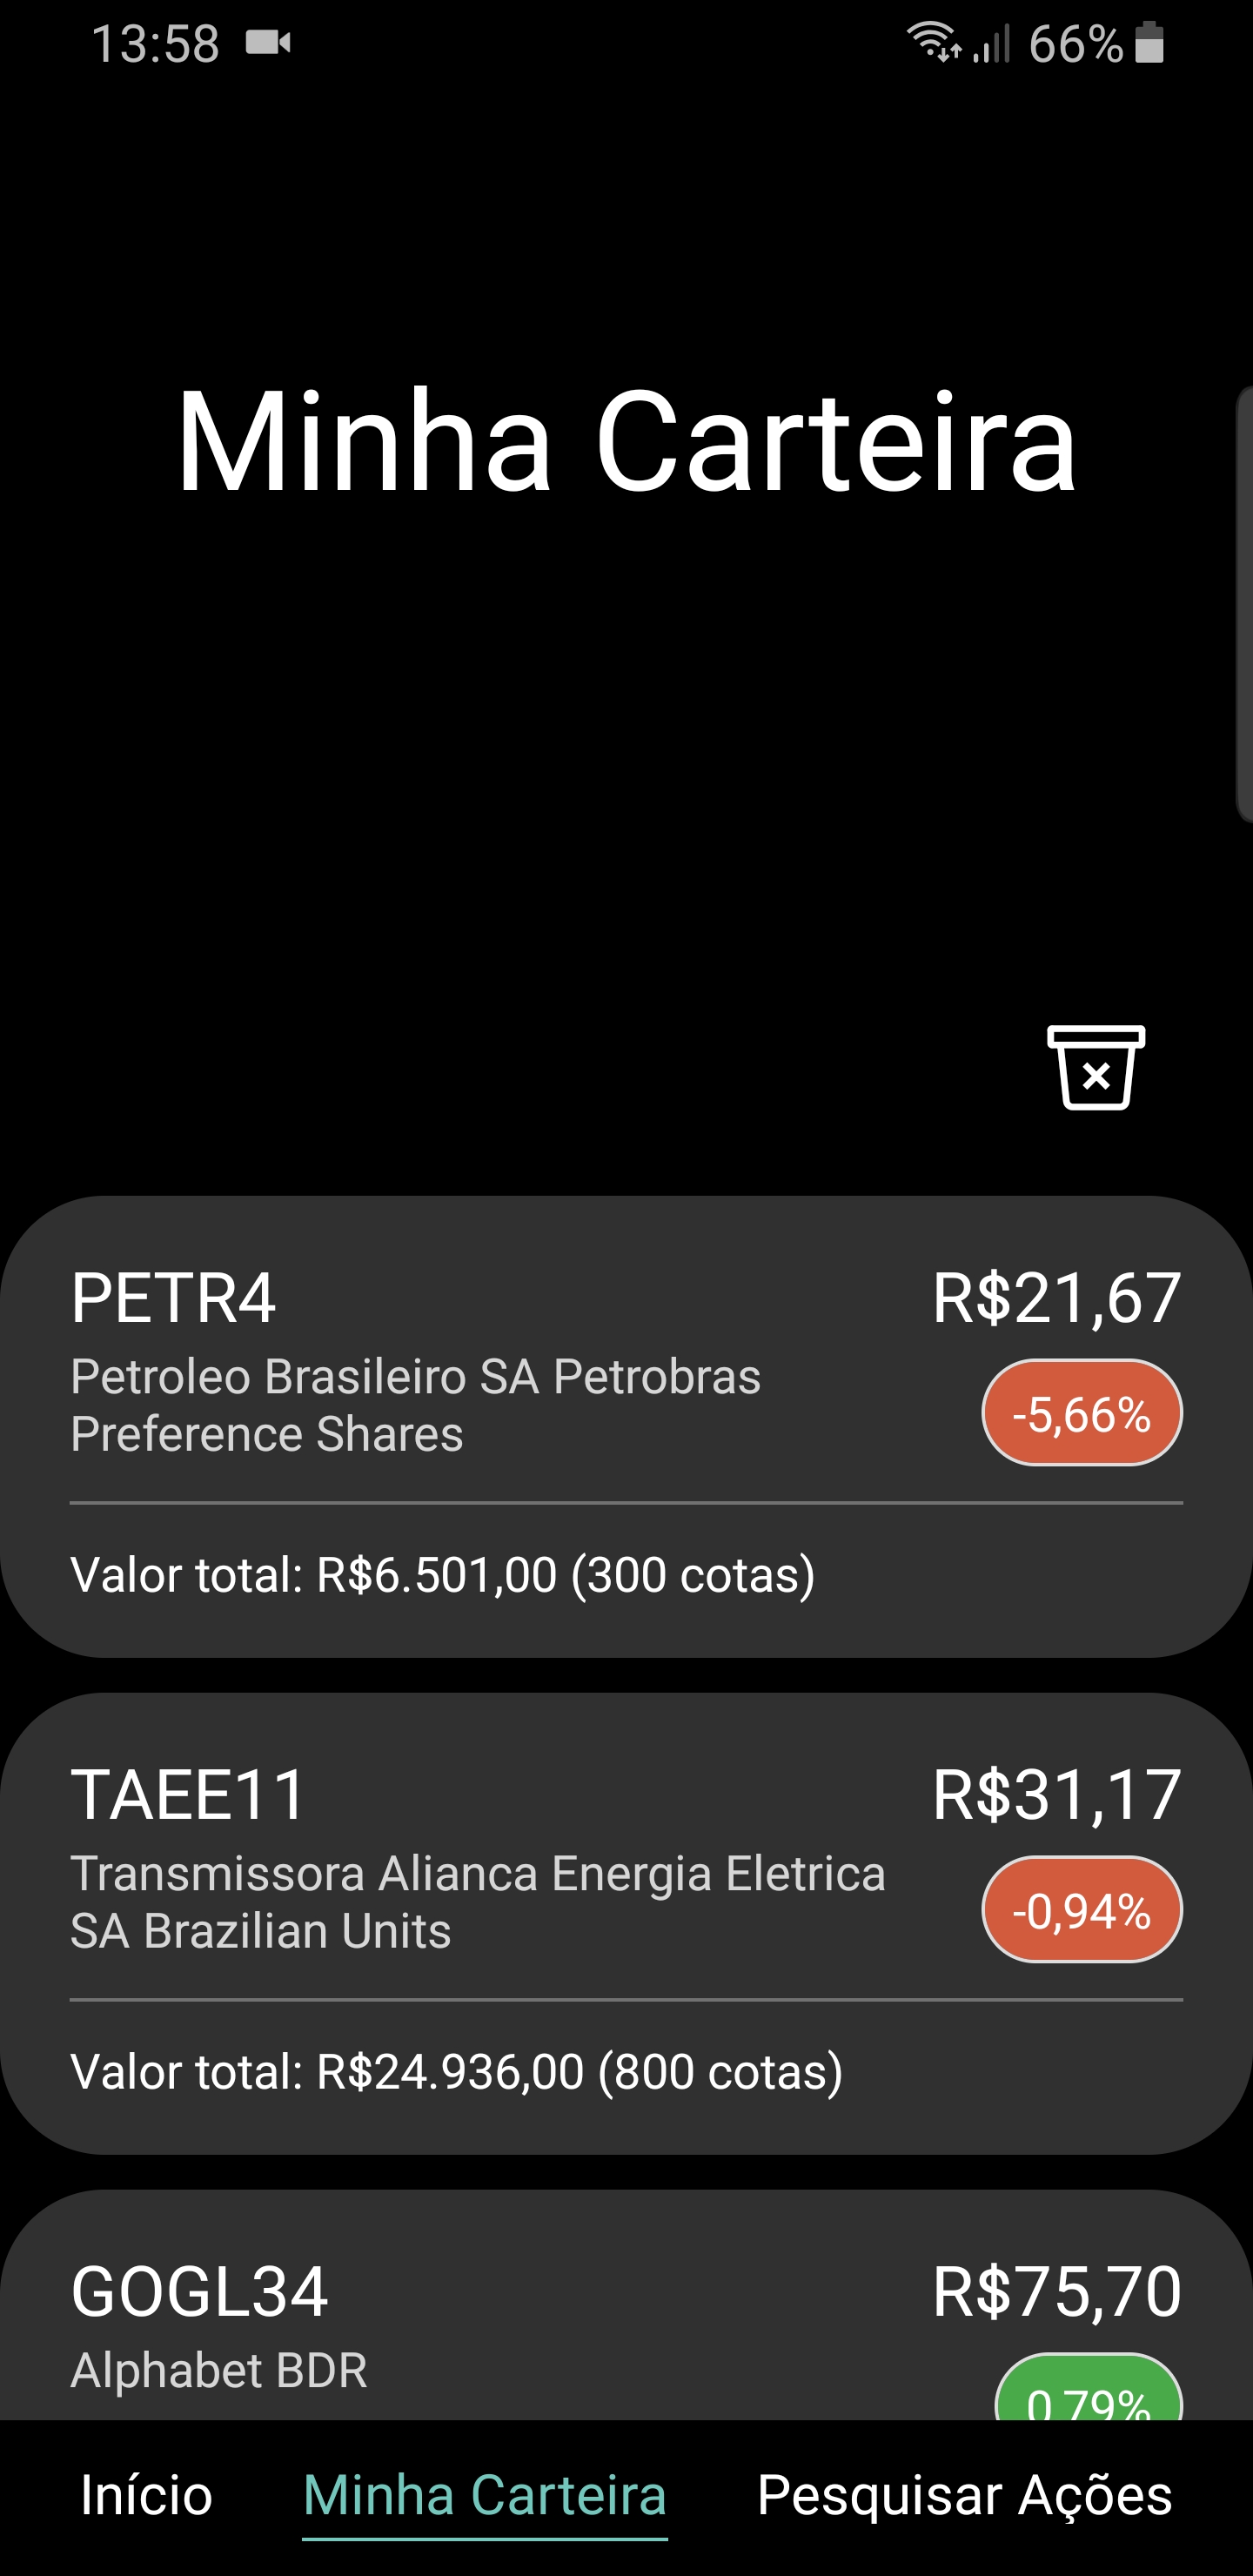 13:58
66%
Minha Carteira
PETR4
R$21,67
Petroleo Brasileiro SA Petrobras
Preference Shares
-5,66%
Valor total: R$6.501,00 (300 cotas)
TAEE11
R$31,17
Transmissora Alianca Energia Eletrica
SA Brazilian Units
-0,94%
Valor total: R$24.936,00 (800 cotas)
GOGL34
R$75,70
Alphabet BDR
0,79%
Início
Minha Carteira
Pesquisar Ações